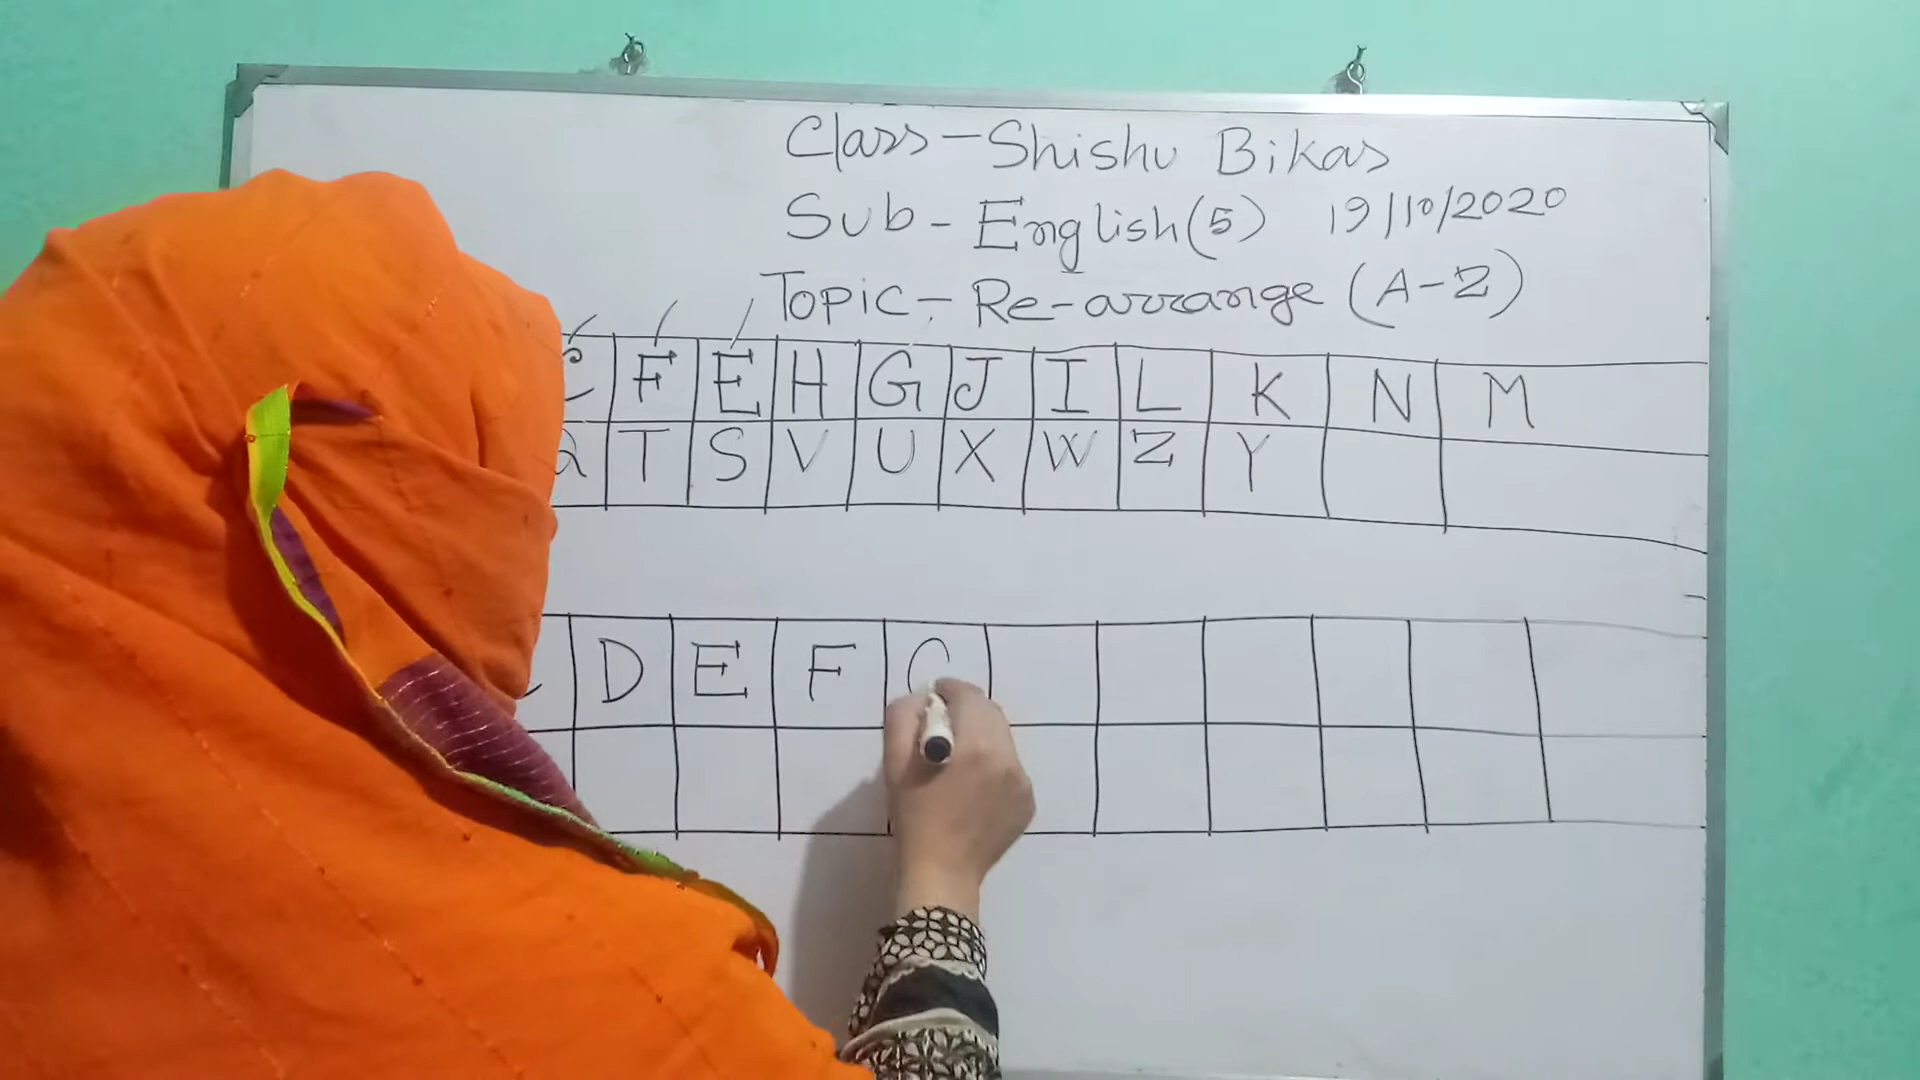 Class-Shishu Bikas
Sub-English(5) 19/10/2020
Topic-Re-arrange (A-Z)
C F E H G J I L K N M
Q T S V U X W Z Y
D E F G